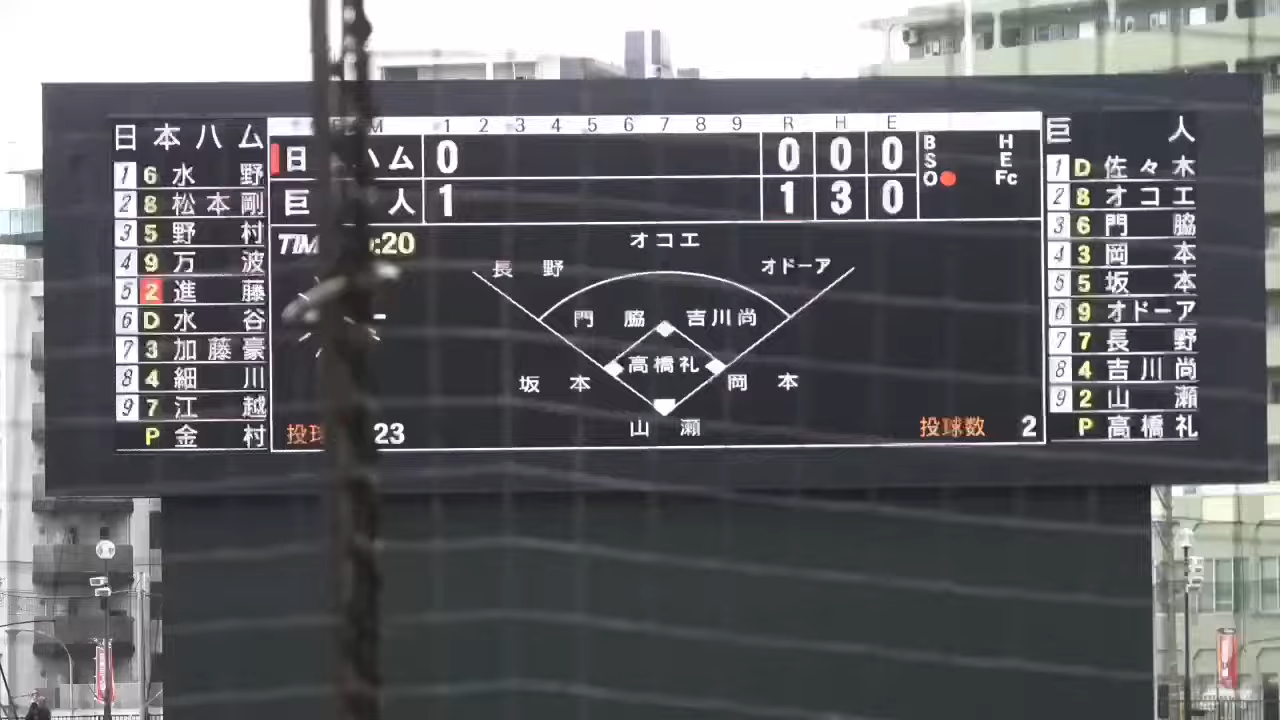 日本ハム
1 6 水野
2 8 松本剛
3 5 野村
4 9 万波
5 2 進藤
6 D 水谷
7 3 加藤豪
8 4 細川
9 7 江越
P 金村
1 2 3 4 5 6 7 8 9 R H E
日 ハム 0 0 0 0
巨人 1 1 3 0
B
S
O
H
E
Fc
TIM :20
オコエ
長野 オドーア
門脇 吉川尚
高橋礼
坂本 岡本
山瀬
投球 23
投球数 2
巨人
1 D 佐々木
2 8 オコエ
3 6 門脇
4 3 岡本
5 5 坂本
6 9 オドーア
7 7 長野
8 4 吉川尚
9 2 山瀬
P 高橋礼